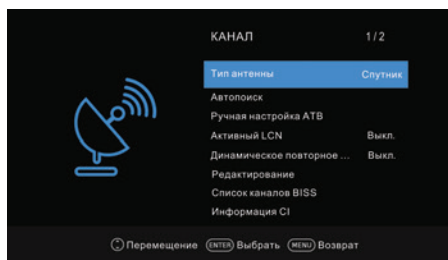 КАНАЛ 1/2
Тип антенны Спутник
Автопоиск
Ручная настройка АТВ
Активный LCN Выкл.
Динамическое повторное ... Выкл.
Редактирование
Список каналов BISS
Информация CI
Перемещение ENTER Выбрать MENU Возврат